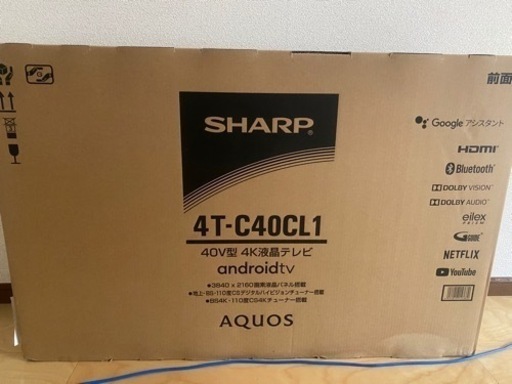 前面
SHARP
Google アシスタント
HDMI
Bluetooth
DOLBY VISION
DOLBY AUDIO
eilex
PRISM
G-GUIDE
NETFLIX
YouTube
4T-C40CL1
40V型 4K液晶テレビ
androidtv
●3840 x 2160画素液晶パネル搭載
●地上・BS・110度CSデジタルハイビジョンチューナー搭載
●BS4K・110度CS4Kチューナー搭載
AQUOS